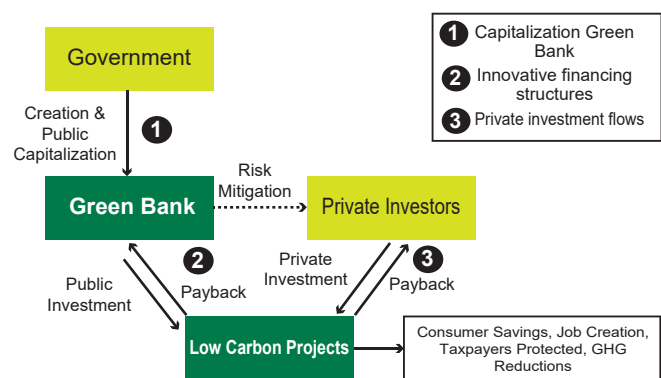 Government
Creation &
Public
Capitalization
1
Green Bank
Risk
Mitigation
Private Investors
Public
Investment
2
Payback
Private
Investment
3
Payback
Low Carbon Projects
Consumer Savings, Job Creation,
Taxpayers Protected, GHG
Reductions
1 Capitalization Green
Bank
2 Innovative financing
structures
3 Private investment flows